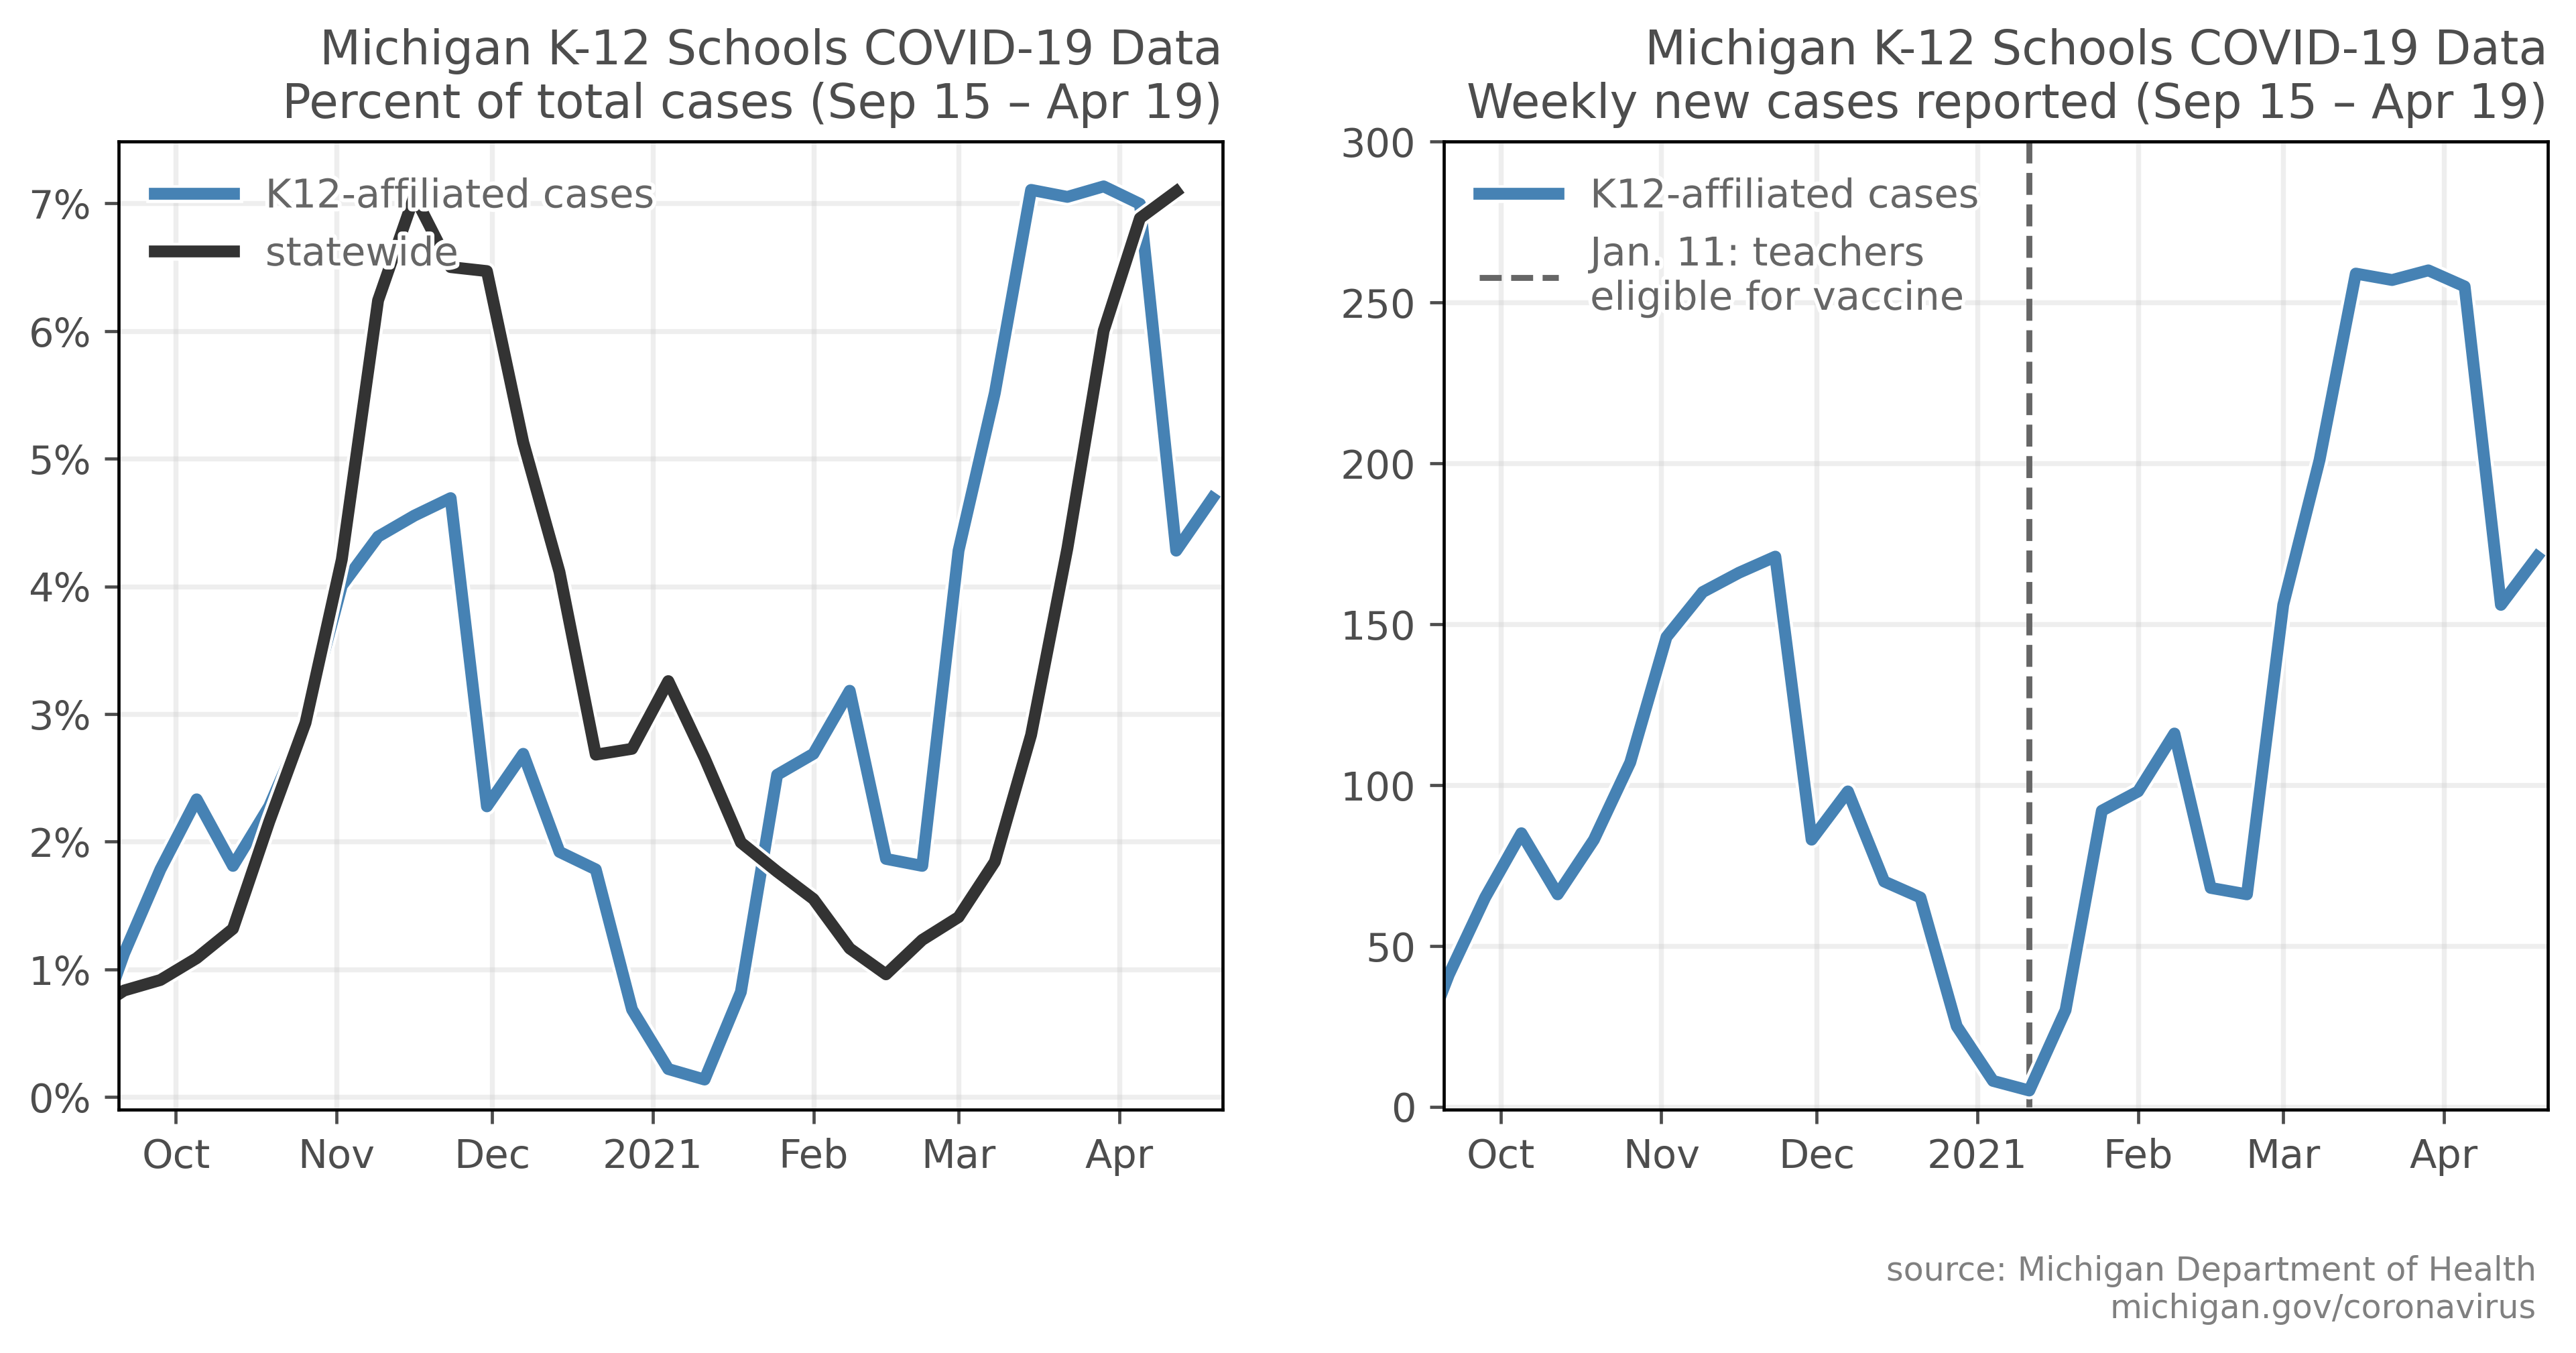 Michigan K-12 Schools COVID-19 Data
Percent of total cases (Sep 15 – Apr 19)
K12-affiliated cases
statewide
7%
6%
5%
4%
3%
2%
1%
0%
Oct
Nov
Dec
2021
Feb
Mar
Apr
Michigan K-12 Schools COVID-19 Data
Weekly new cases reported (Sep 15 – Apr 19)
K12-affiliated cases
Jan. 11: teachers
eligible for vaccine
300
250
200
150
100
50
0
Oct
Nov
Dec
2021
Feb
Mar
Apr
source: Michigan Department of Health
michigan.gov/coronavirus